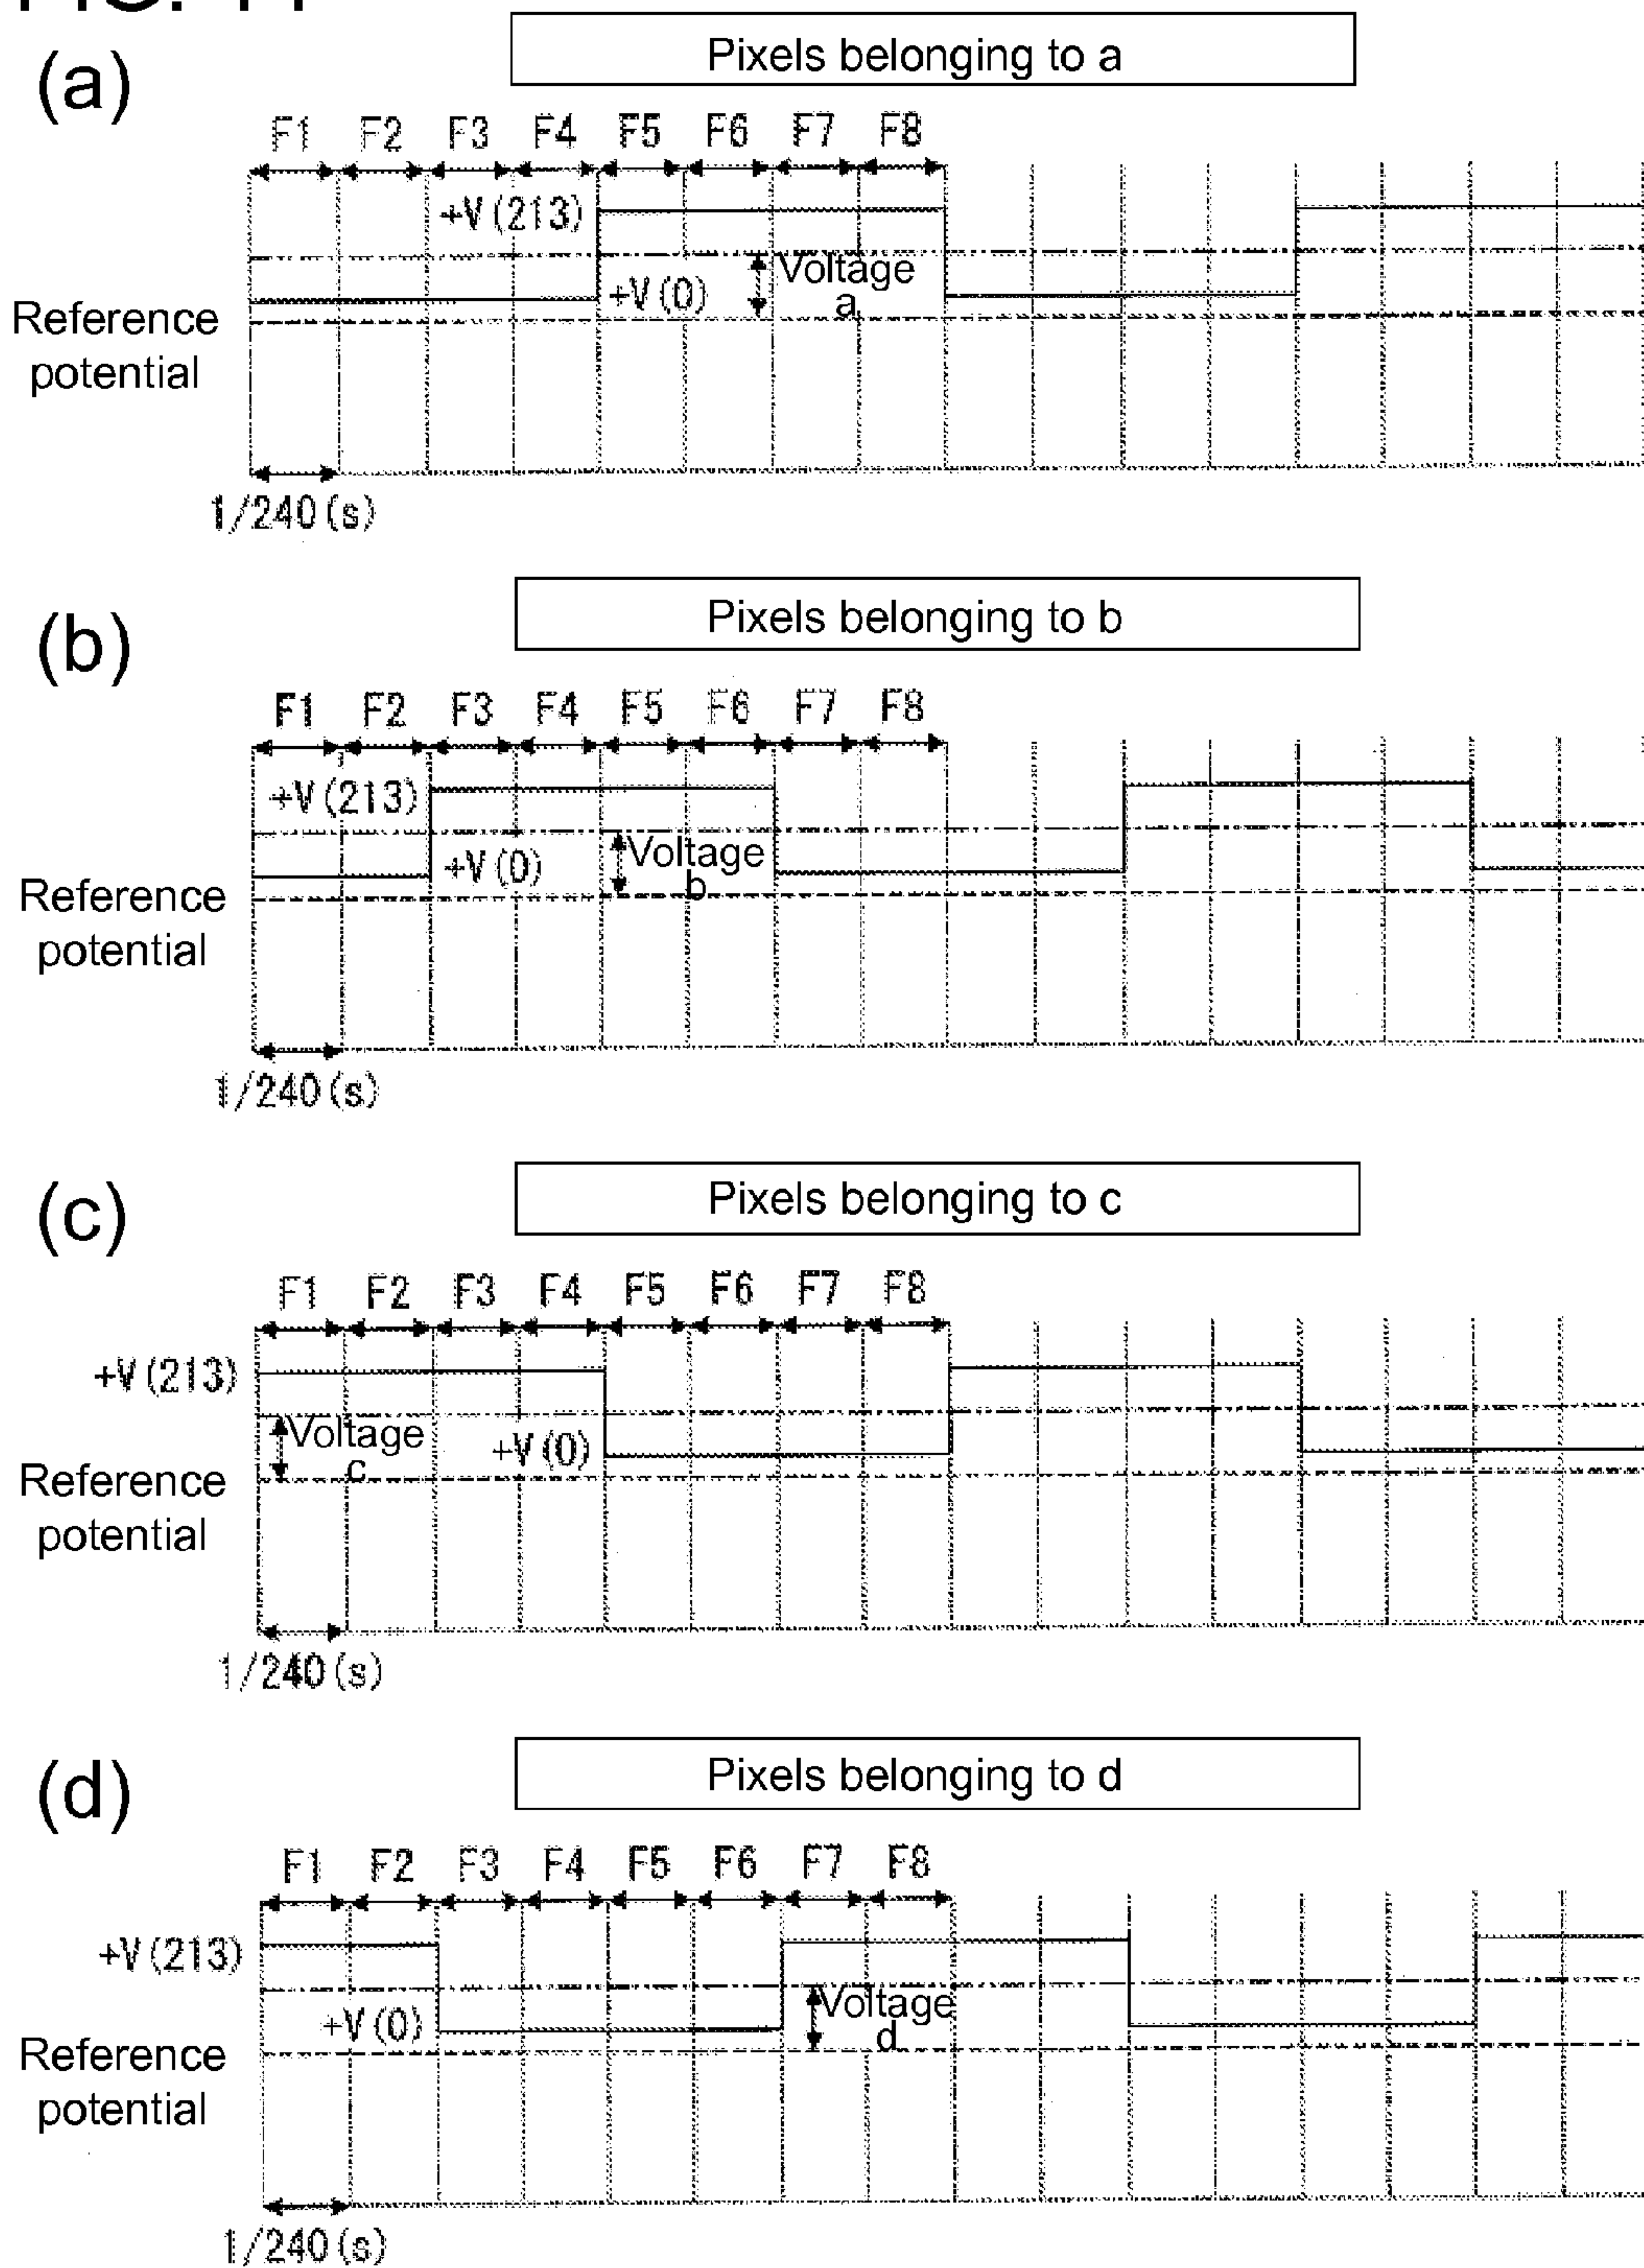 (a)
Pixels belonging to a
F1 F2 F3 F4 F5 F6 F7 F8
+V(213)
+V(0)
Voltage
a
Reference
potential
1/240(s)
(b)
Pixels belonging to b
F1 F2 F3 F4 F5 F6 F7 F8
+V(213)
+V(0)
Voltage
b
Reference
potential
1/240(s)
(c)
Pixels belonging to c
F1 F2 F3 F4 F5 F6 F7 F8
+V(213)
Voltage
c
+V(0)
Reference
potential
1/240(s)
(d)
Pixels belonging to d
F1 F2 F3 F4 F5 F6 F7 F8
+V(213)
+V(0)
Voltage
d
Reference
potential
1/240(s)